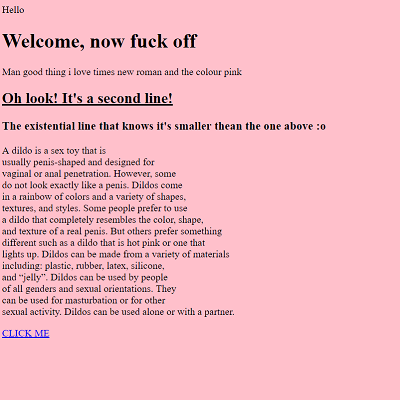 Hello
Welcome, now fuck off
Man good thing i love times new roman and the colour pink
Oh look! It's a second line!
The existential line that knows it's smaller thean the one above :o
A dildo is a sex toy that is
usually penis-shaped and designed for
vaginal or anal penetration. However, some
do not look exactly like a penis. Dildos come
in a rainbow of colors and a variety of shapes,
textures, and styles. Some people prefer to use
a dildo that completely resembles the color, shape,
and texture of a real penis. But others prefer something
different such as a dildo that is hot pink or one that
lights up. Dildos can be made from a variety of materials
including: plastic, rubber, latex, silicone,
and “jelly”. Dildos can be used by people
of all genders and sexual orientations. They
can be used for masturbation or for other
sexual activity. Dildos can be used alone or with a partner.
CLICK ME